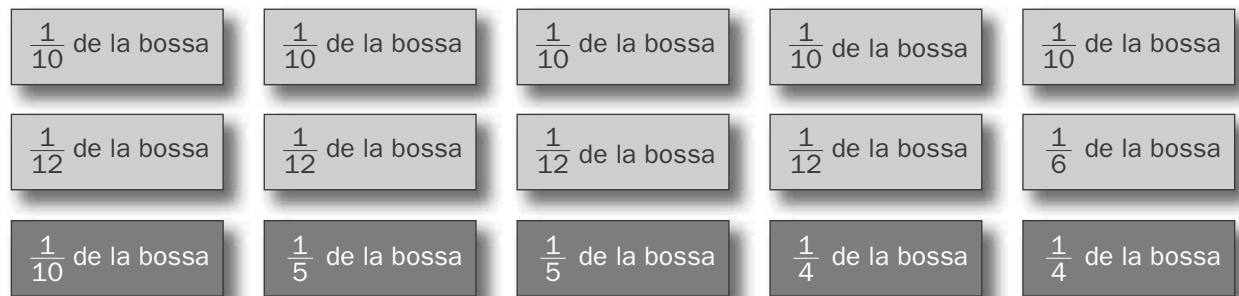 1/10 de la bossa 1/10 de la bossa 1/10 de la bossa 1/10 de la bossa 1/10 de la bossa
1/12 de la bossa 1/12 de la bossa 1/12 de la bossa 1/12 de la bossa 1/6 de la bossa
1/10 de la bossa 1/5 de la bossa 1/5 de la bossa 1/4 de la bossa 1/4 de la bossa